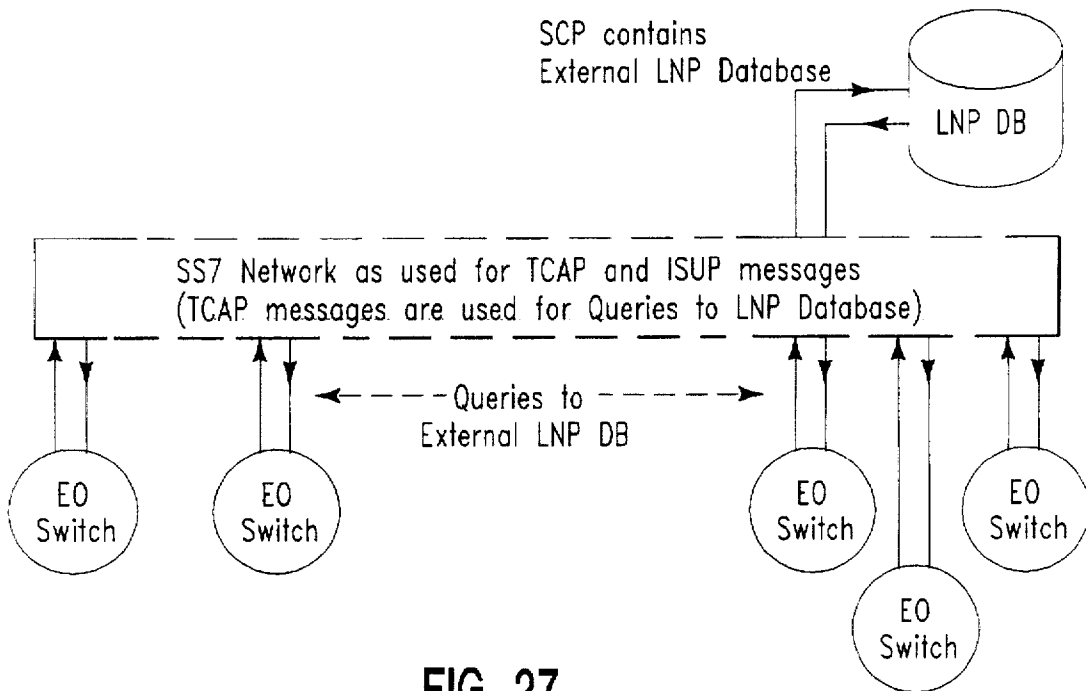 SCP contains
External LNP Database
LNP DB
SS7 Network as used for TCAP and ISUP messages
(TCAP messages are used for Queries to LNP Database)
Queries to
External LNP DB
EO
Switch
EO
Switch
EO
Switch
EO
Switch
EO
Switch
FIG. 27